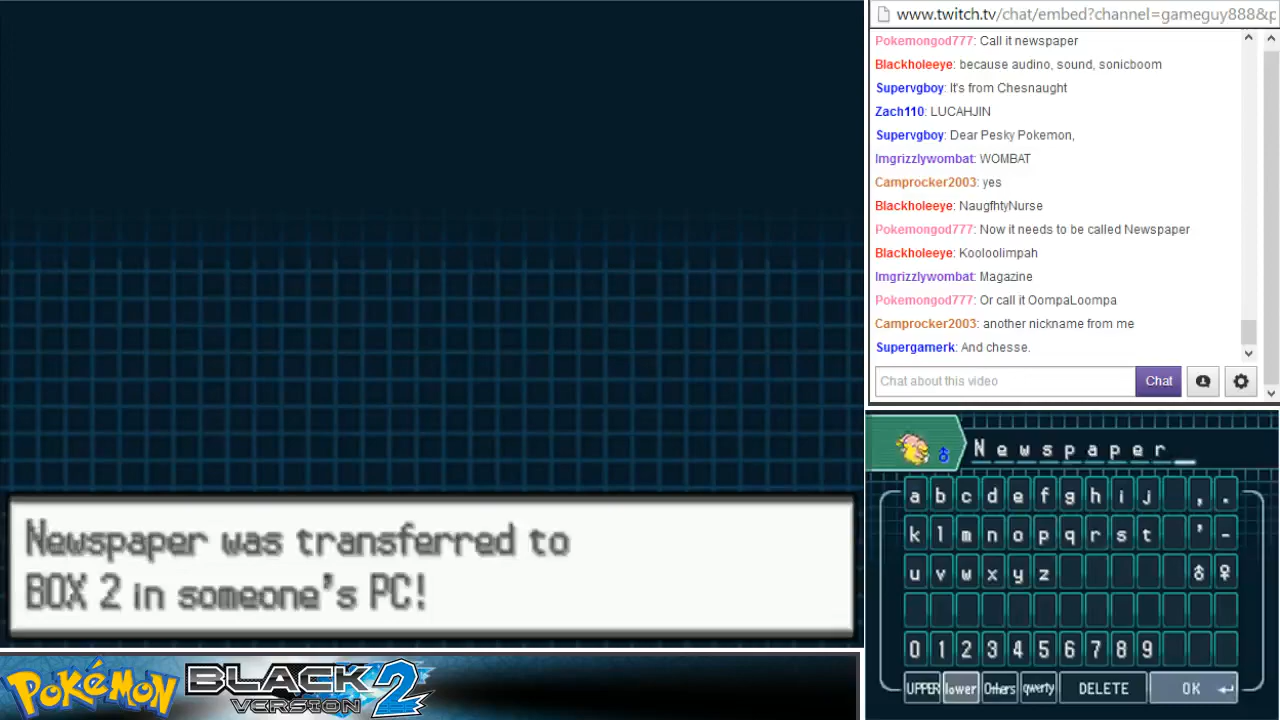 www.twitch.tv/chat/embed?channel=gameguy888&p
Pokemongod777: Call it newspaper
Blackholeeye: because audino, sound, sonicboom
Supervgboy: It's from Chesnaught
Zach110: LUCAHJIN
Supervgboy: Dear Pesky Pokemon,
Imgrizzlywombat: WOMBAT
Camprocker2003: yes
Blackholeeye: NaugfhtyNurse
Pokemongod777: Now it needs to be called Newspaper
Blackholeeye: Kooloolimpah
Imgrizzlywombat: Magazine
Pokemongod777: Or call it OompaLoompa
Camprocker2003: another nickname from me
Supergamerk: And chesse.
Chat about this video
Chat
Newspaper
a b c d e f g h i j , .
k l m n o p q r s t ' -
u v w x y z ♂ ♀
0 1 2 3 4 5 6 7 8 9
UPPER lower Others qwerty DELETE OK
Newspaper was transferred to
BOX 2 in someone's PC!
POKéMON
BLACK 2
VERSION